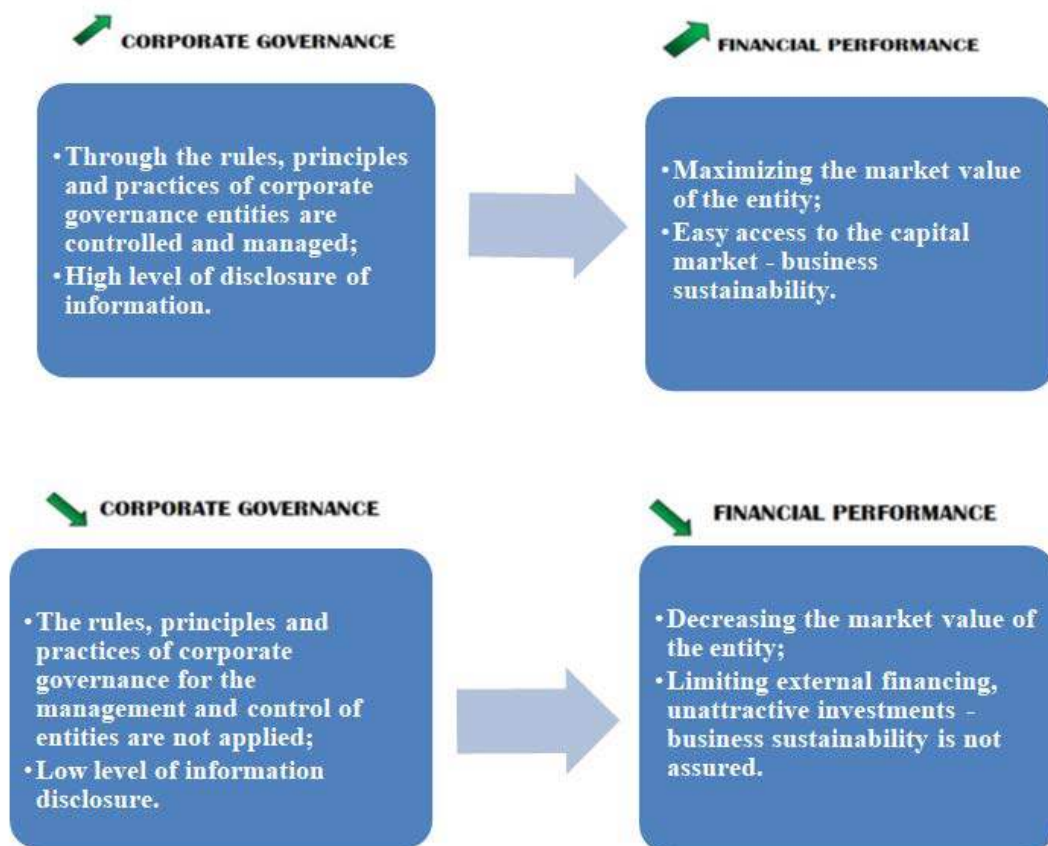 CORPORATE GOVERNANCE
FINANCIAL PERFORMANCE
•Through the rules, principles
and practices of corporate
governance entities are
controlled and managed;
•High level of disclosure of
information.
•Maximizing the market value
of the entity;
•Easy access to the capital
market - business
sustainability.
CORPORATE GOVERNANCE
FINANCIAL PERFORMANCE
•The rules, principles and
practices of corporate
governance for the
management and control of
entities are not applied;
•Low level of information
disclosure.
•Decreasing the market value of
the entity;
•Limiting external financing,
unattractive investments -
business sustainability is not
assured.